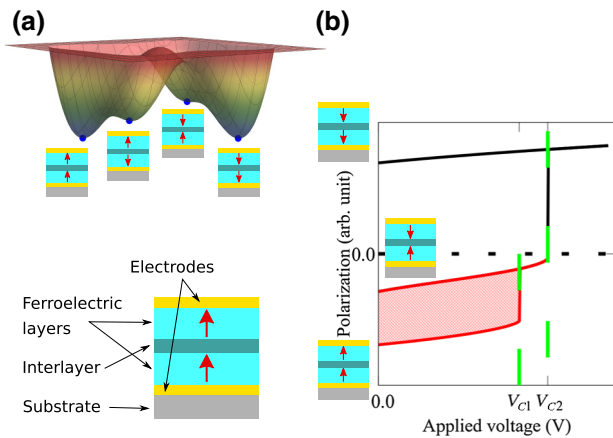 (a)
(b)
Electrodes
Ferroelectric
layers
Interlayer
Substrate
Polarization (arb. unit)
0.0
0.0
V_{C1} V_{C2}
Applied voltage (V)